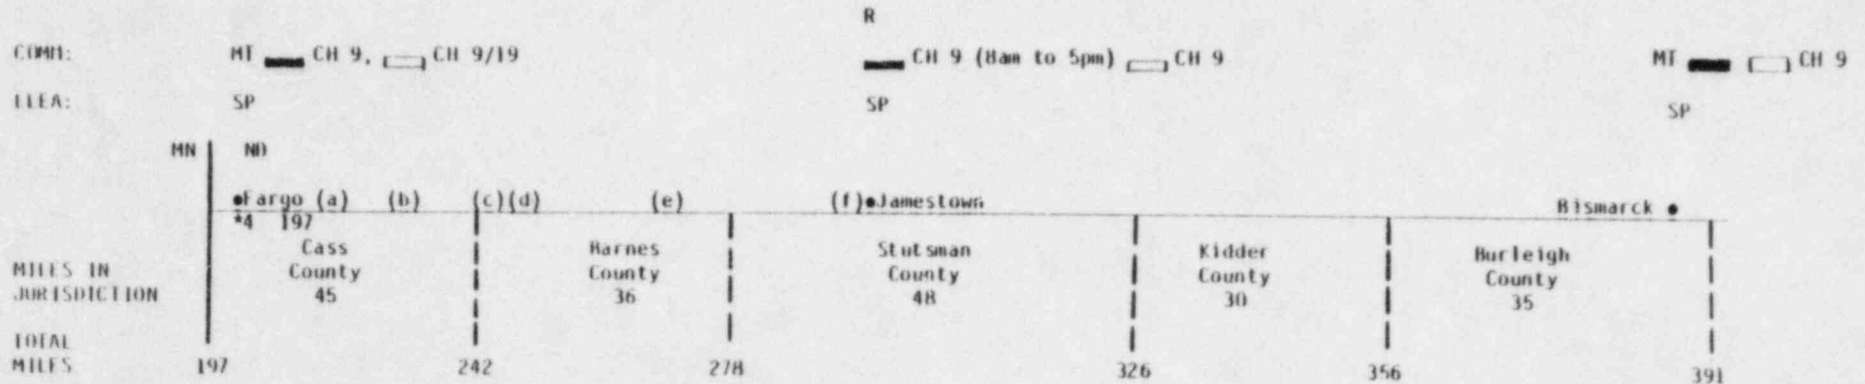 R
COMM: MT CH 9, CH 9/19 CH 9 (8am to 5pm) CH 9 MT CH 9
LLEA: SP SP SP
MN ND
Fargo (a) (b) (c) (d) (e) (f) Jamestown Bismarck
*4 197
Cass Barnes Stutsman Kidder Burleigh
MILES IN County County County County County
JURISDICTION 45 36 48 30 35
TOTAL
MILES 197 242 278 326 356 391